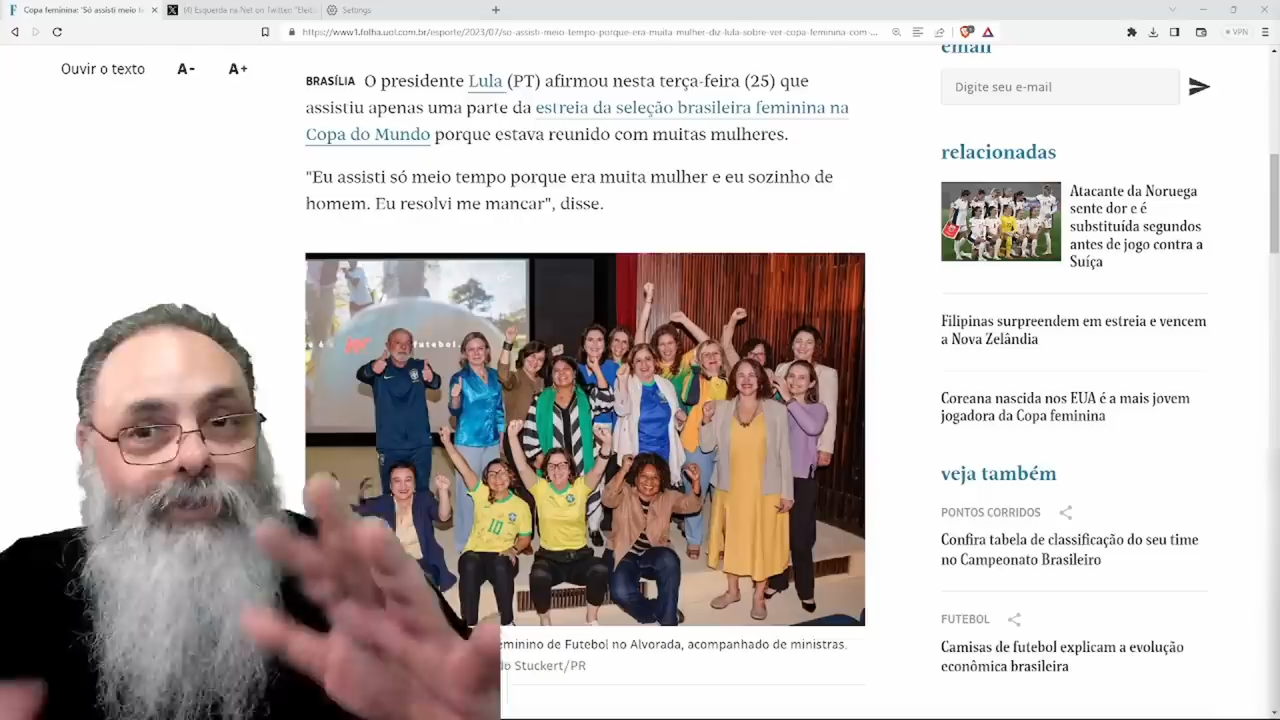 Copa feminina: 'Só assisti meio
(4) Esquerda na Net on Twitter: "Eleit
Settings
https://www1.folha.uol.com.br/esporte/2023/07/so-assisti-meio-tempo-porque-era-muita-mulher-diz-lula-sobre-ver-copa-feminina-com-...
VPN
Ouvir o texto A- A+
BRASÍLIA O presidente Lula (PT) afirmou nesta terça-feira (25) que
assistiu apenas uma parte da estreia da seleção brasileira feminina na
Copa do Mundo porque estava reunido com muitas mulheres.
"Eu assisti só meio tempo porque era muita mulher e eu sozinho de
homem. Eu resolvi me mancar", disse.
futebol.
10
eminino de Futebol no Alvorada, acompanhado de ministras.
do Stuckert/PR
email
Digite seu e-mail
relacionadas
Atacante da Noruega
sente dor e é
substituída segundos
antes de jogo contra a
Suíça
Filipinas surpreendem em estreia e vencem
a Nova Zelândia
Coreana nascida nos EUA é a mais jovem
jogadora da Copa feminina
veja também
PONTOS CORRIDOS
Confira tabela de classificação do seu time
no Campeonato Brasileiro
FUTEBOL
Camisas de futebol explicam a evolução
econômica brasileira